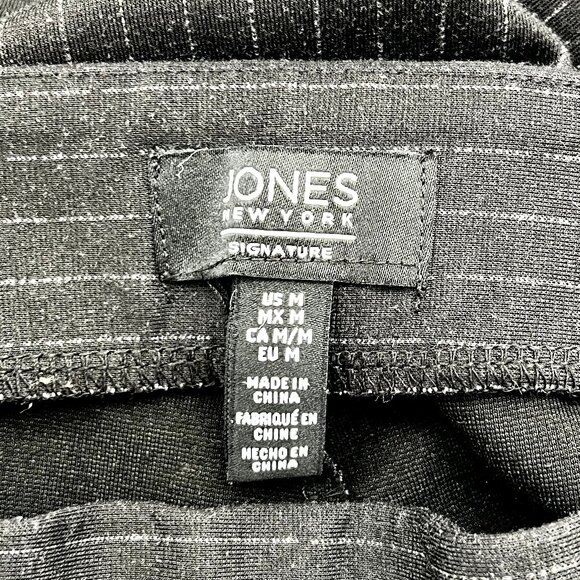 JONES
NEW YORK
SIGNATURE
US M
MX M
CA M/M
EU M
MADE IN
CHINA
FABRIQUÉ EN
CHINE
HECHO EN
CHINA